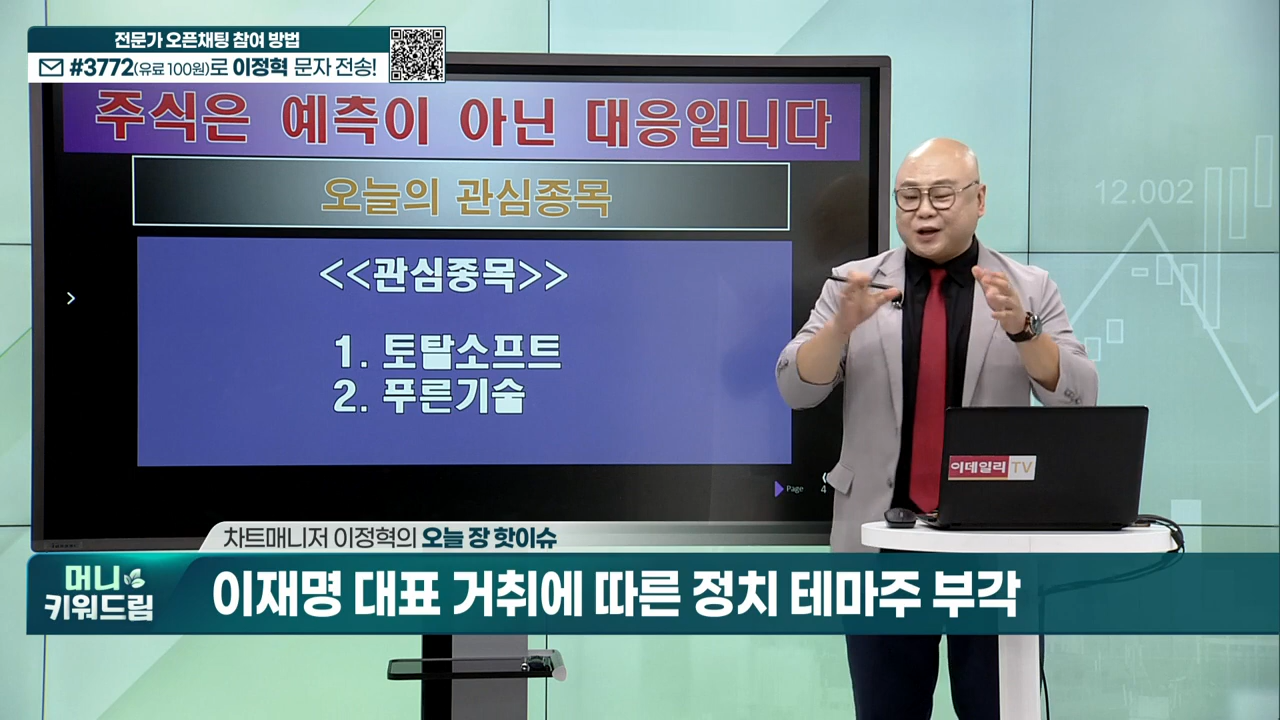 전문가 오픈채팅 참여 방법
#3772(유료 100원)로 이정혁 문자 전송!
주식은 예측이 아닌 대응입니다
오늘의 관심종목
<<관심종목>>
1. 토탈소프트
2. 푸른기술
Page 4
12.002
이데일리TV
차트매니저 이정혁의 오늘 장 핫이슈
머니
키워드림
이재명 대표 거취에 따른 정치 테마주 부각